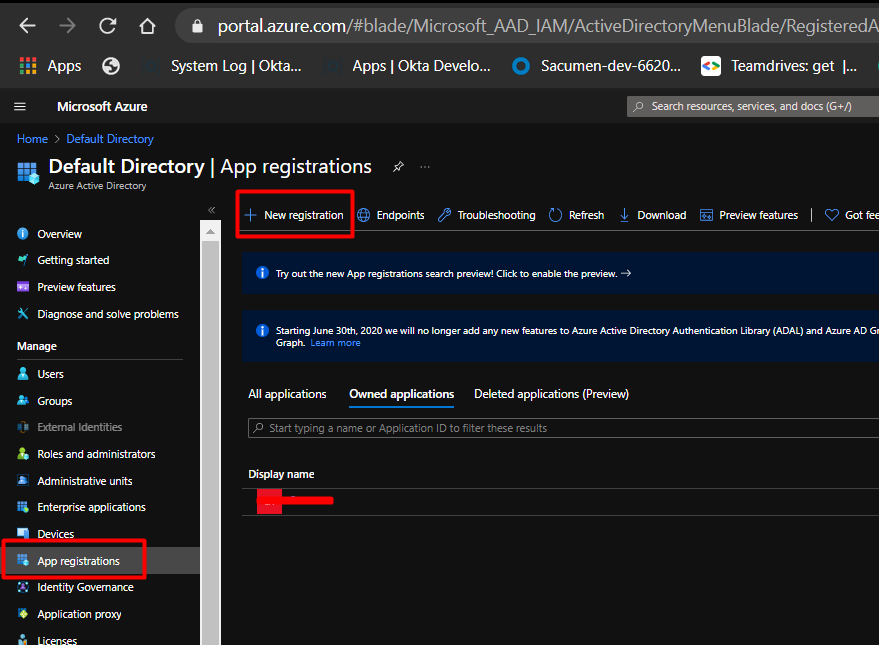 portal.azure.com/#blade/Microsoft_AAD_IAM/ActiveDirectoryMenuBlade/RegisteredA
Apps System Log | Okta... Apps | Okta Develo... Sacumen-dev-6620... Teamdrives: get |...
Microsoft Azure Search resources, services, and docs (G+/)
Home > Default Directory
Default Directory | App registrations ...
Azure Active Directory
«
+ New registration Endpoints Troubleshooting Refresh Download Preview features | Got fee
Overview
Getting started
Preview features
Diagnose and solve problems
Manage
Users
Groups
External Identities
Roles and administrators
Administrative units
Enterprise applications
Devices
App registrations
Identity Governance
Application proxy
Licenses
Try out the new App registrations search preview! Click to enable the preview. →
Starting June 30th, 2020 we will no longer add any new features to Azure Active Directory Authentication Library (ADAL) and Azure AD Gr
Graph. Learn more
All applications Owned applications Deleted applications (Preview)
Start typing a name or Application ID to filter these results
Display name